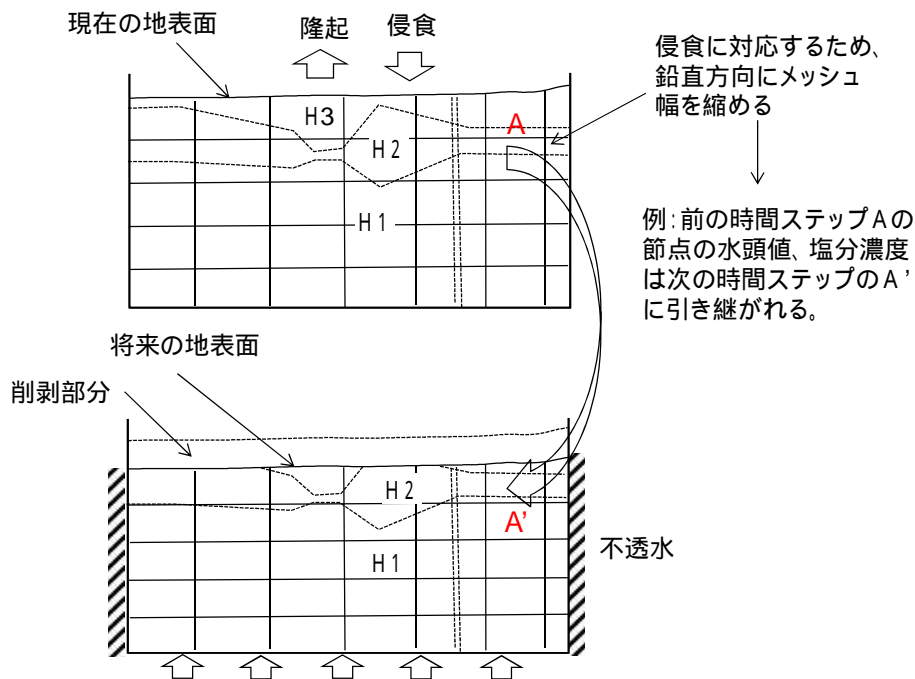 現在の地表面
隆起
侵食
侵食に対応するため、
鉛直方向にメッシュ
幅を縮める
H3
A
H2
H1
例:前の時間ステップAの
節点の水頭値、塩分濃度
は次の時間ステップのA'
に引き継がれる。
将来の地表面
削剥部分
H2
A'
H1
不透水